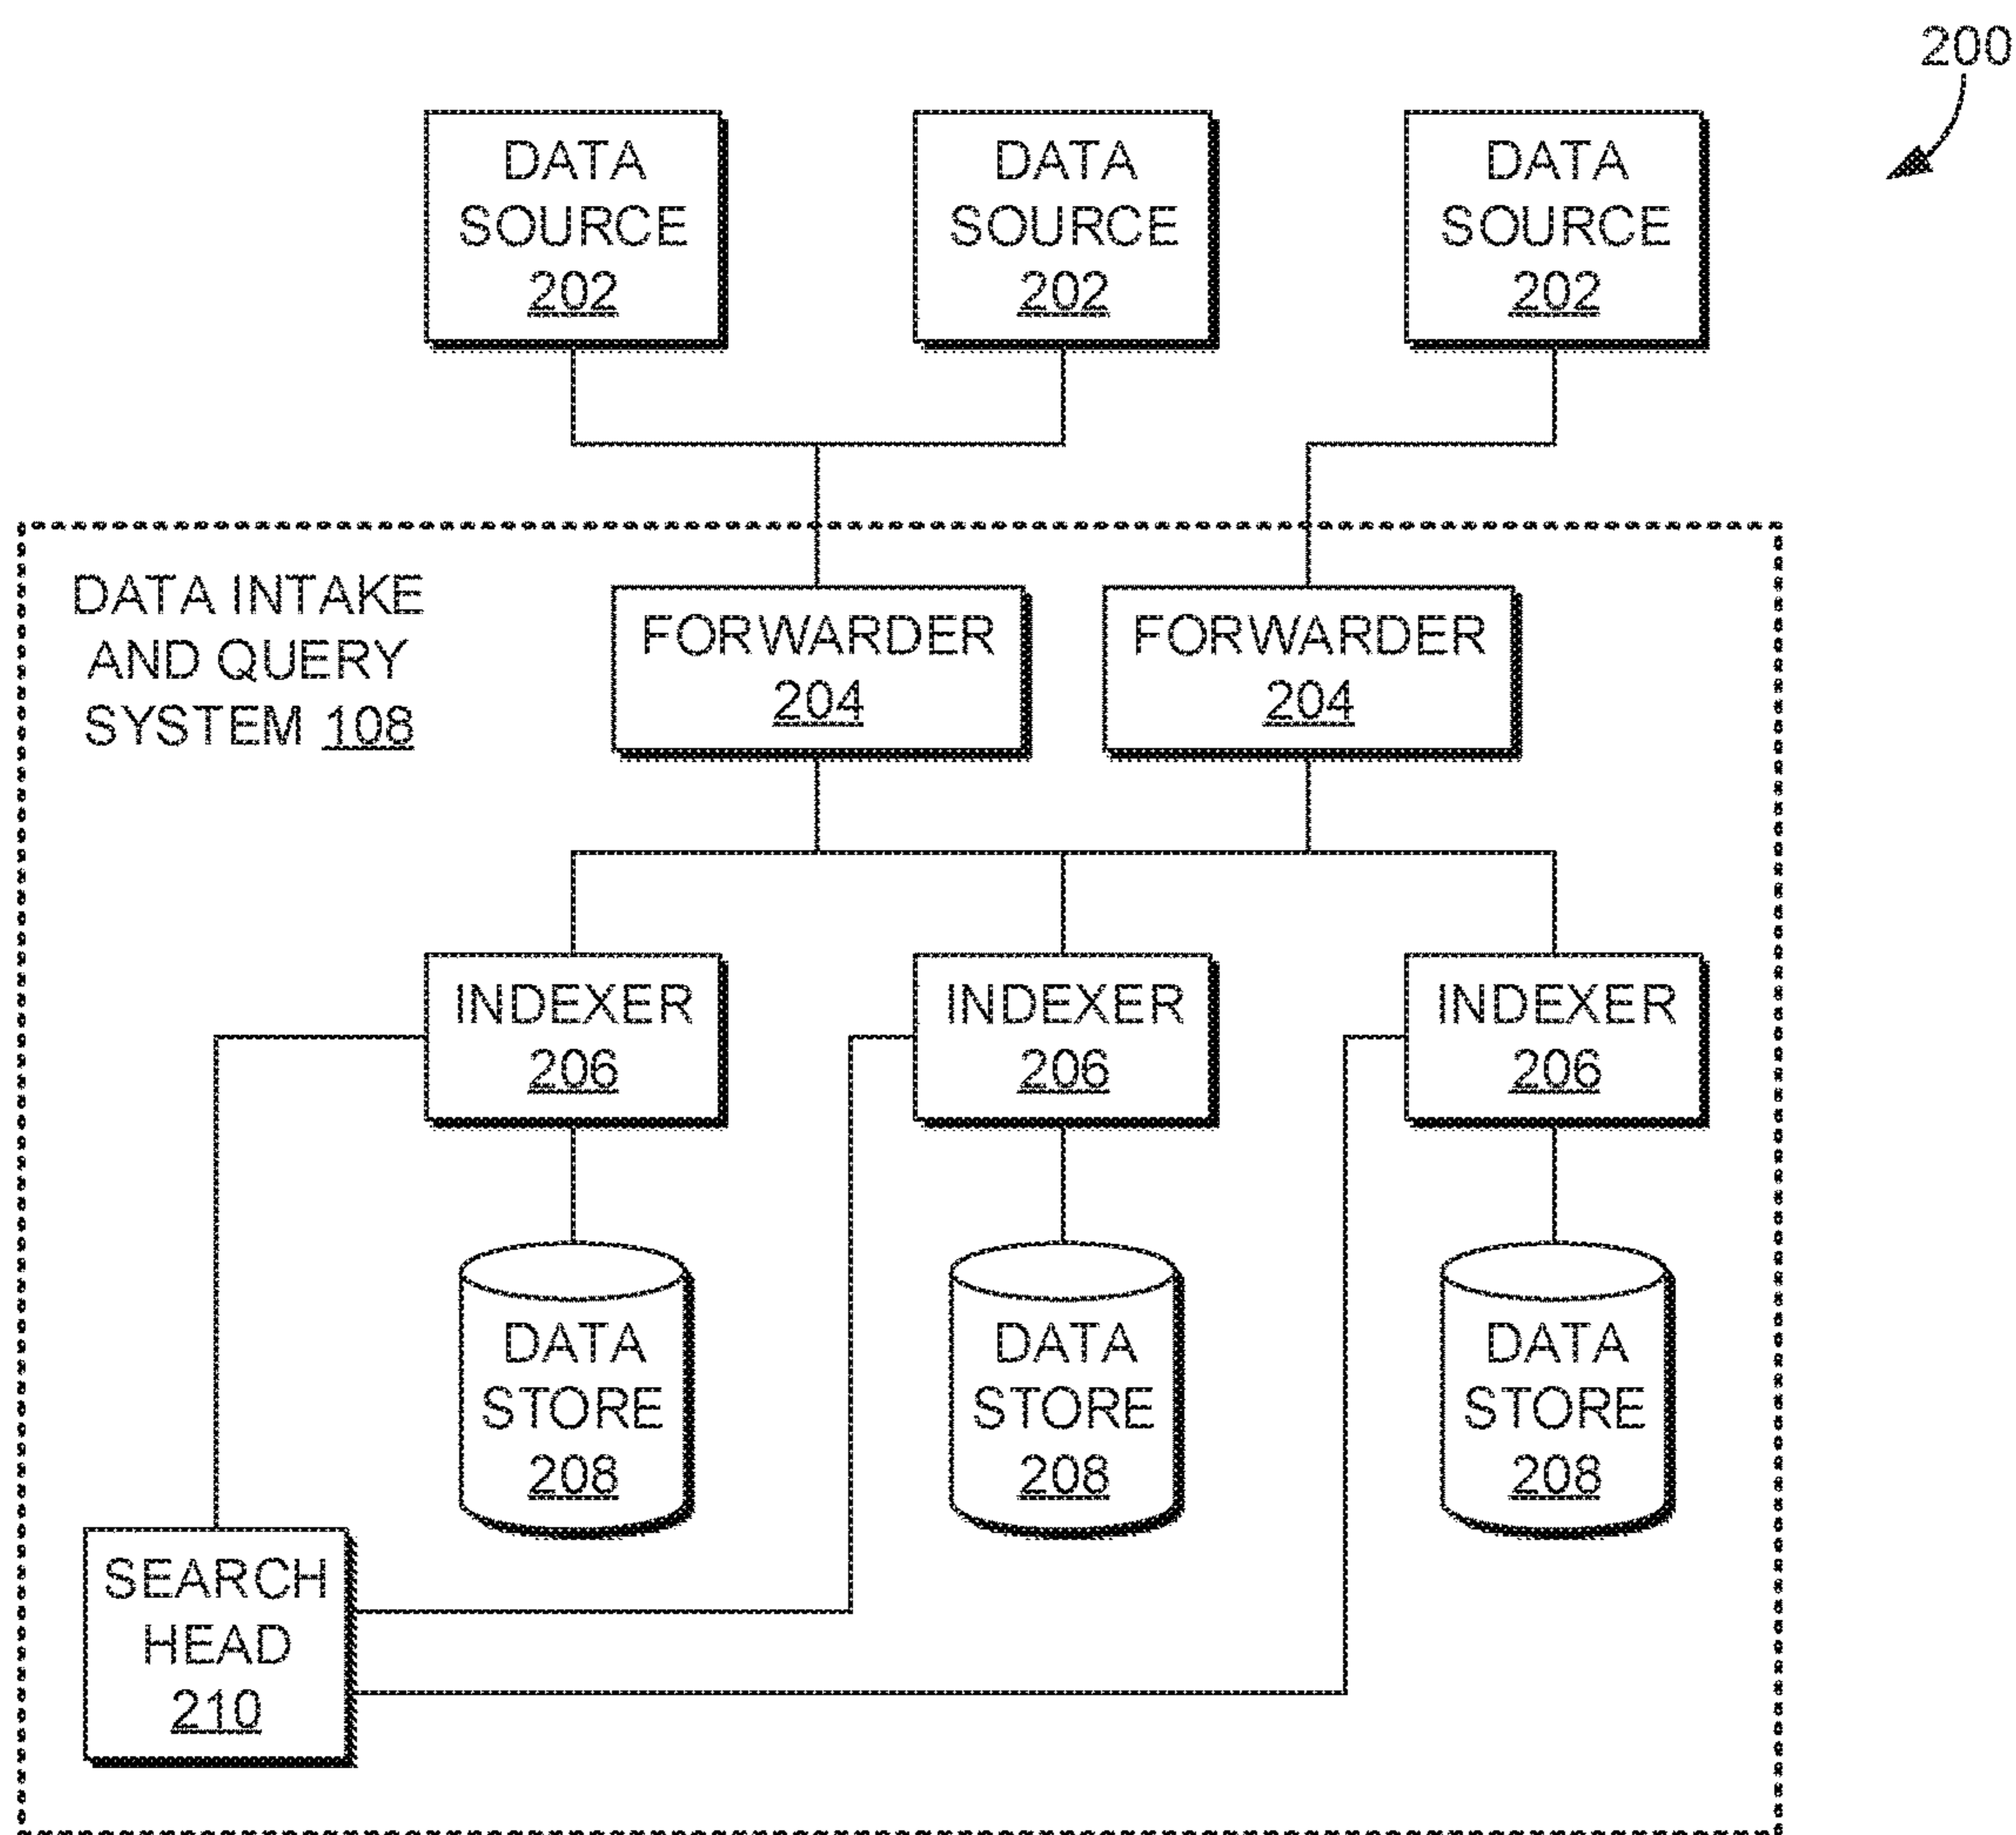 200
DATA
SOURCE
202
DATA
SOURCE
202
DATA
SOURCE
202
DATA INTAKE
AND QUERY
SYSTEM 108
FORWARDER
204
FORWARDER
204
INDEXER
206
INDEXER
206
INDEXER
206
DATA
STORE
208
DATA
STORE
208
DATA
STORE
208
SEARCH
HEAD
210